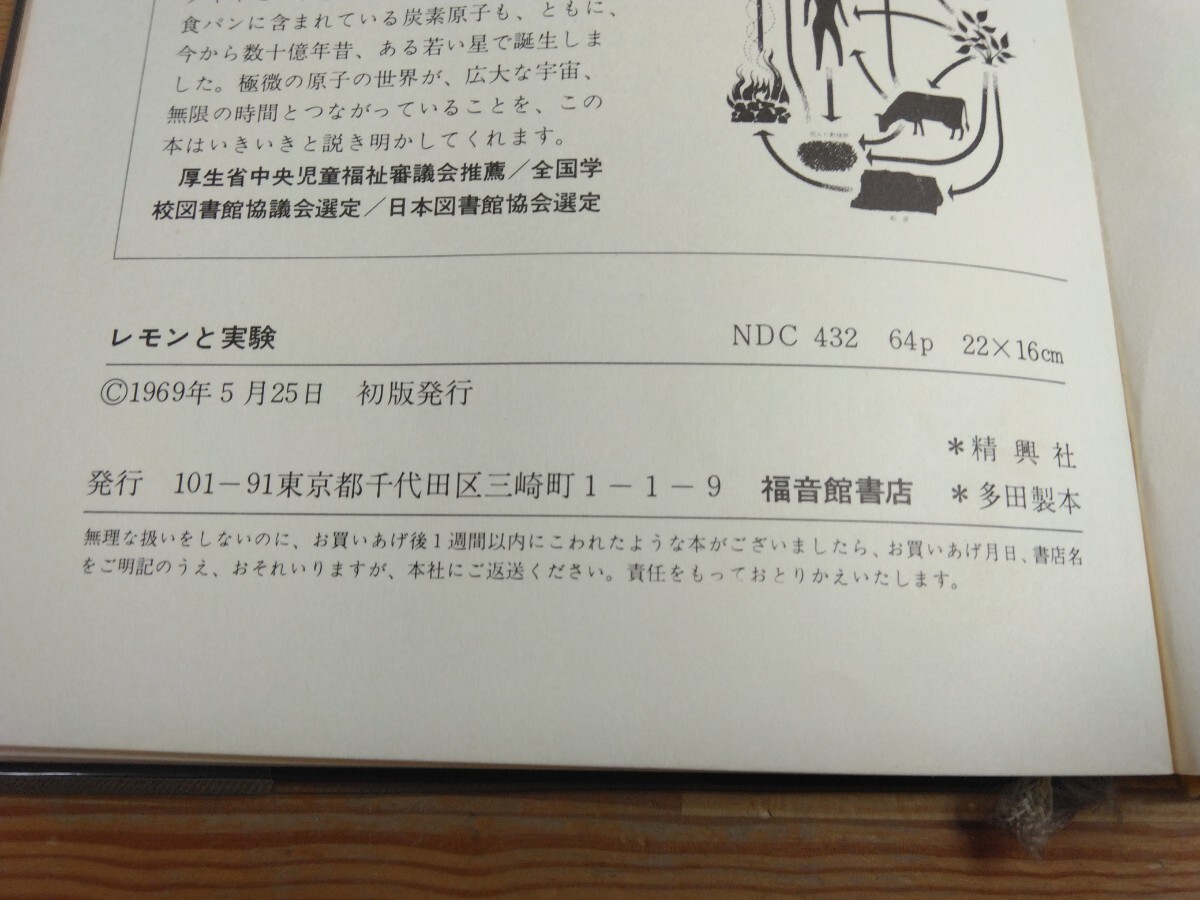 食パンに含まれている炭素原子も、ともに、
今から数十億年昔、ある若い星で誕生しま
した。極微の原子の世界が、広大な宇宙、
無限の時間とつながっていることを、この
本はいきいきと説き明かしてくれます。
厚生省中央児童福祉審議会推薦／全国学
校図書館協議会選定／日本図書館協会選定
レモンと実験 NDC 432 64p 22×16cm
©1969年5月25日 初版発行
＊精興社
発行 101－91東京都千代田区三崎町1－1－9 福音館書店 ＊多田製本
無理な扱いをしないのに、お買いあげ後1週間以内にこわれたような本がございましたら、お買いあげ月日、書店名
をご明記のうえ、おそれいりますが、本社にご返送ください。責任をもっておとりかえいたします。